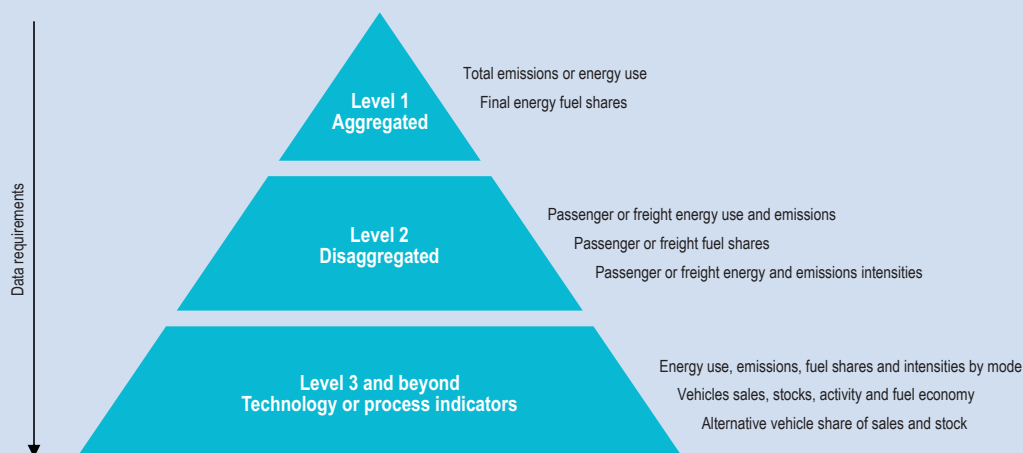 Data requirements
Level 1
Aggregated
Total emissions or energy use
Final energy fuel shares
Level 2
Disaggregated
Passenger or freight energy use and emissions
Passenger or freight fuel shares
Passenger or freight energy and emissions intensities
Level 3 and beyond
Technology or process indicators
Energy use, emissions, fuel shares and intensities by mode
Vehicles sales, stocks, activity and fuel economy
Alternative vehicle share of sales and stock